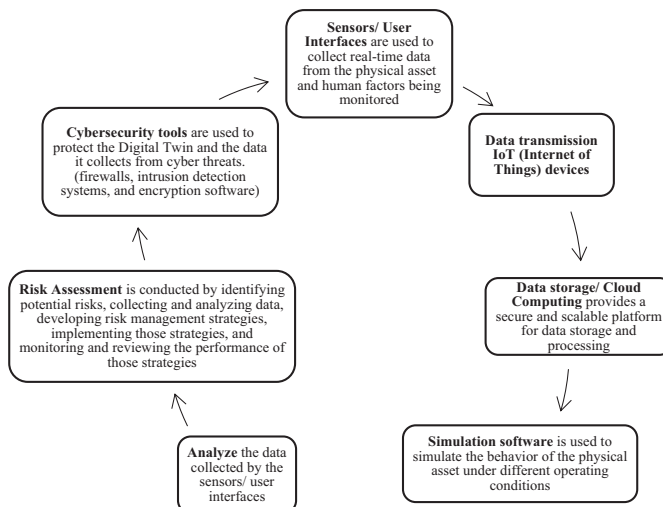 Sensors/ User
Interfaces are used to
collect real-time data
from the physical asset
and human factors being
monitored
Data transmission
IoT (Internet of
Things) devices
Data storage/ Cloud
Computing provides a
secure and scalable platform
for data storage and
processing
Simulation software is used to
simulate the behavior of the physical
asset under different operating
conditions
Analyze the data
collected by the
sensors/ user
interfaces
Risk Assessment is conducted by identifying
potential risks, collecting and analyzing data,
developing risk management strategies,
implementing those strategies, and
monitoring and reviewing the performance of
those strategies
Cybersecurity tools are used to
protect the Digital Twin and the data
it collects from cyber threats.
(firewalls, intrusion detection
systems, and encryption software)